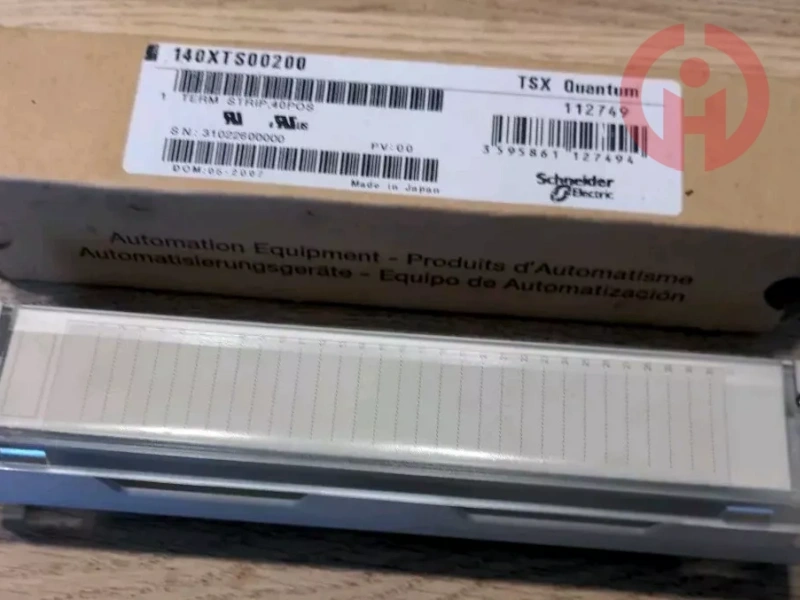 140XTS00200
TSX Quantum
112749
1 TERM STRIP,40POS
SN: 31022600000
PV:00
3 595861 127494
DOM:05-2007
Made in Japan
Schneider
Electric
Automation Equipment - Produits d'Automatisme
Automatisierungsgeräte - Equipo de Automatización